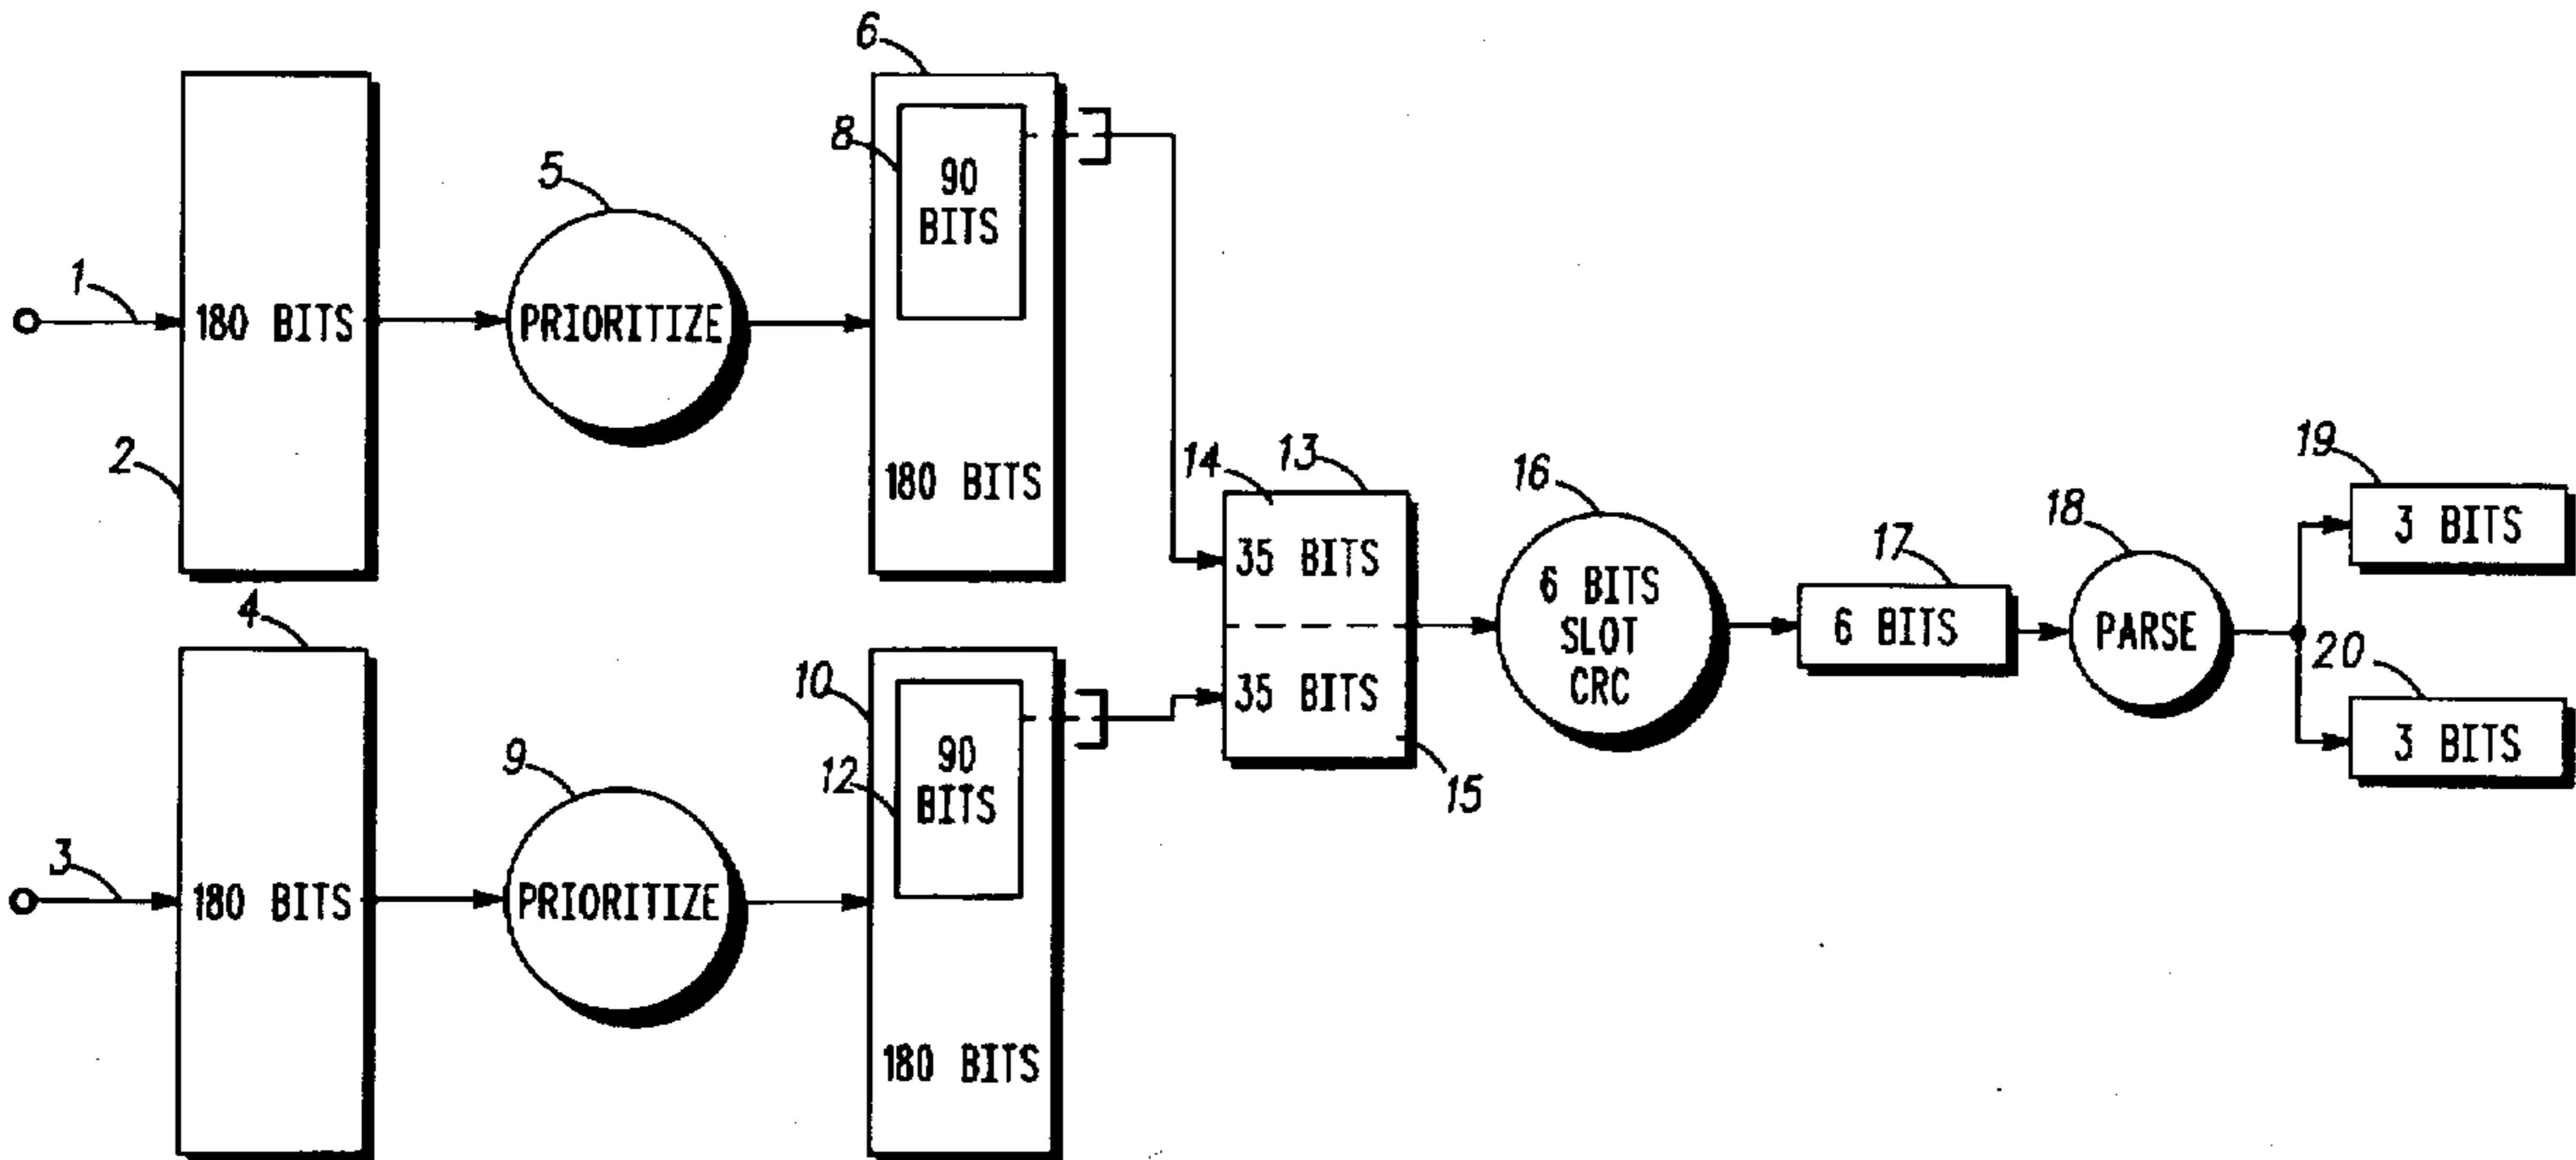 6
8
90
BITS
5
1
180 BITS
PRIORITIZE
2
180 BITS
14
13
16
19
35 BITS
3 BITS
18
17
6 BITS
SLOT
CRC
6 BITS
PARSE
4
20
10
35 BITS
3 BITS
9
12
90
BITS
15
3
180 BITS
PRIORITIZE
180 BITS